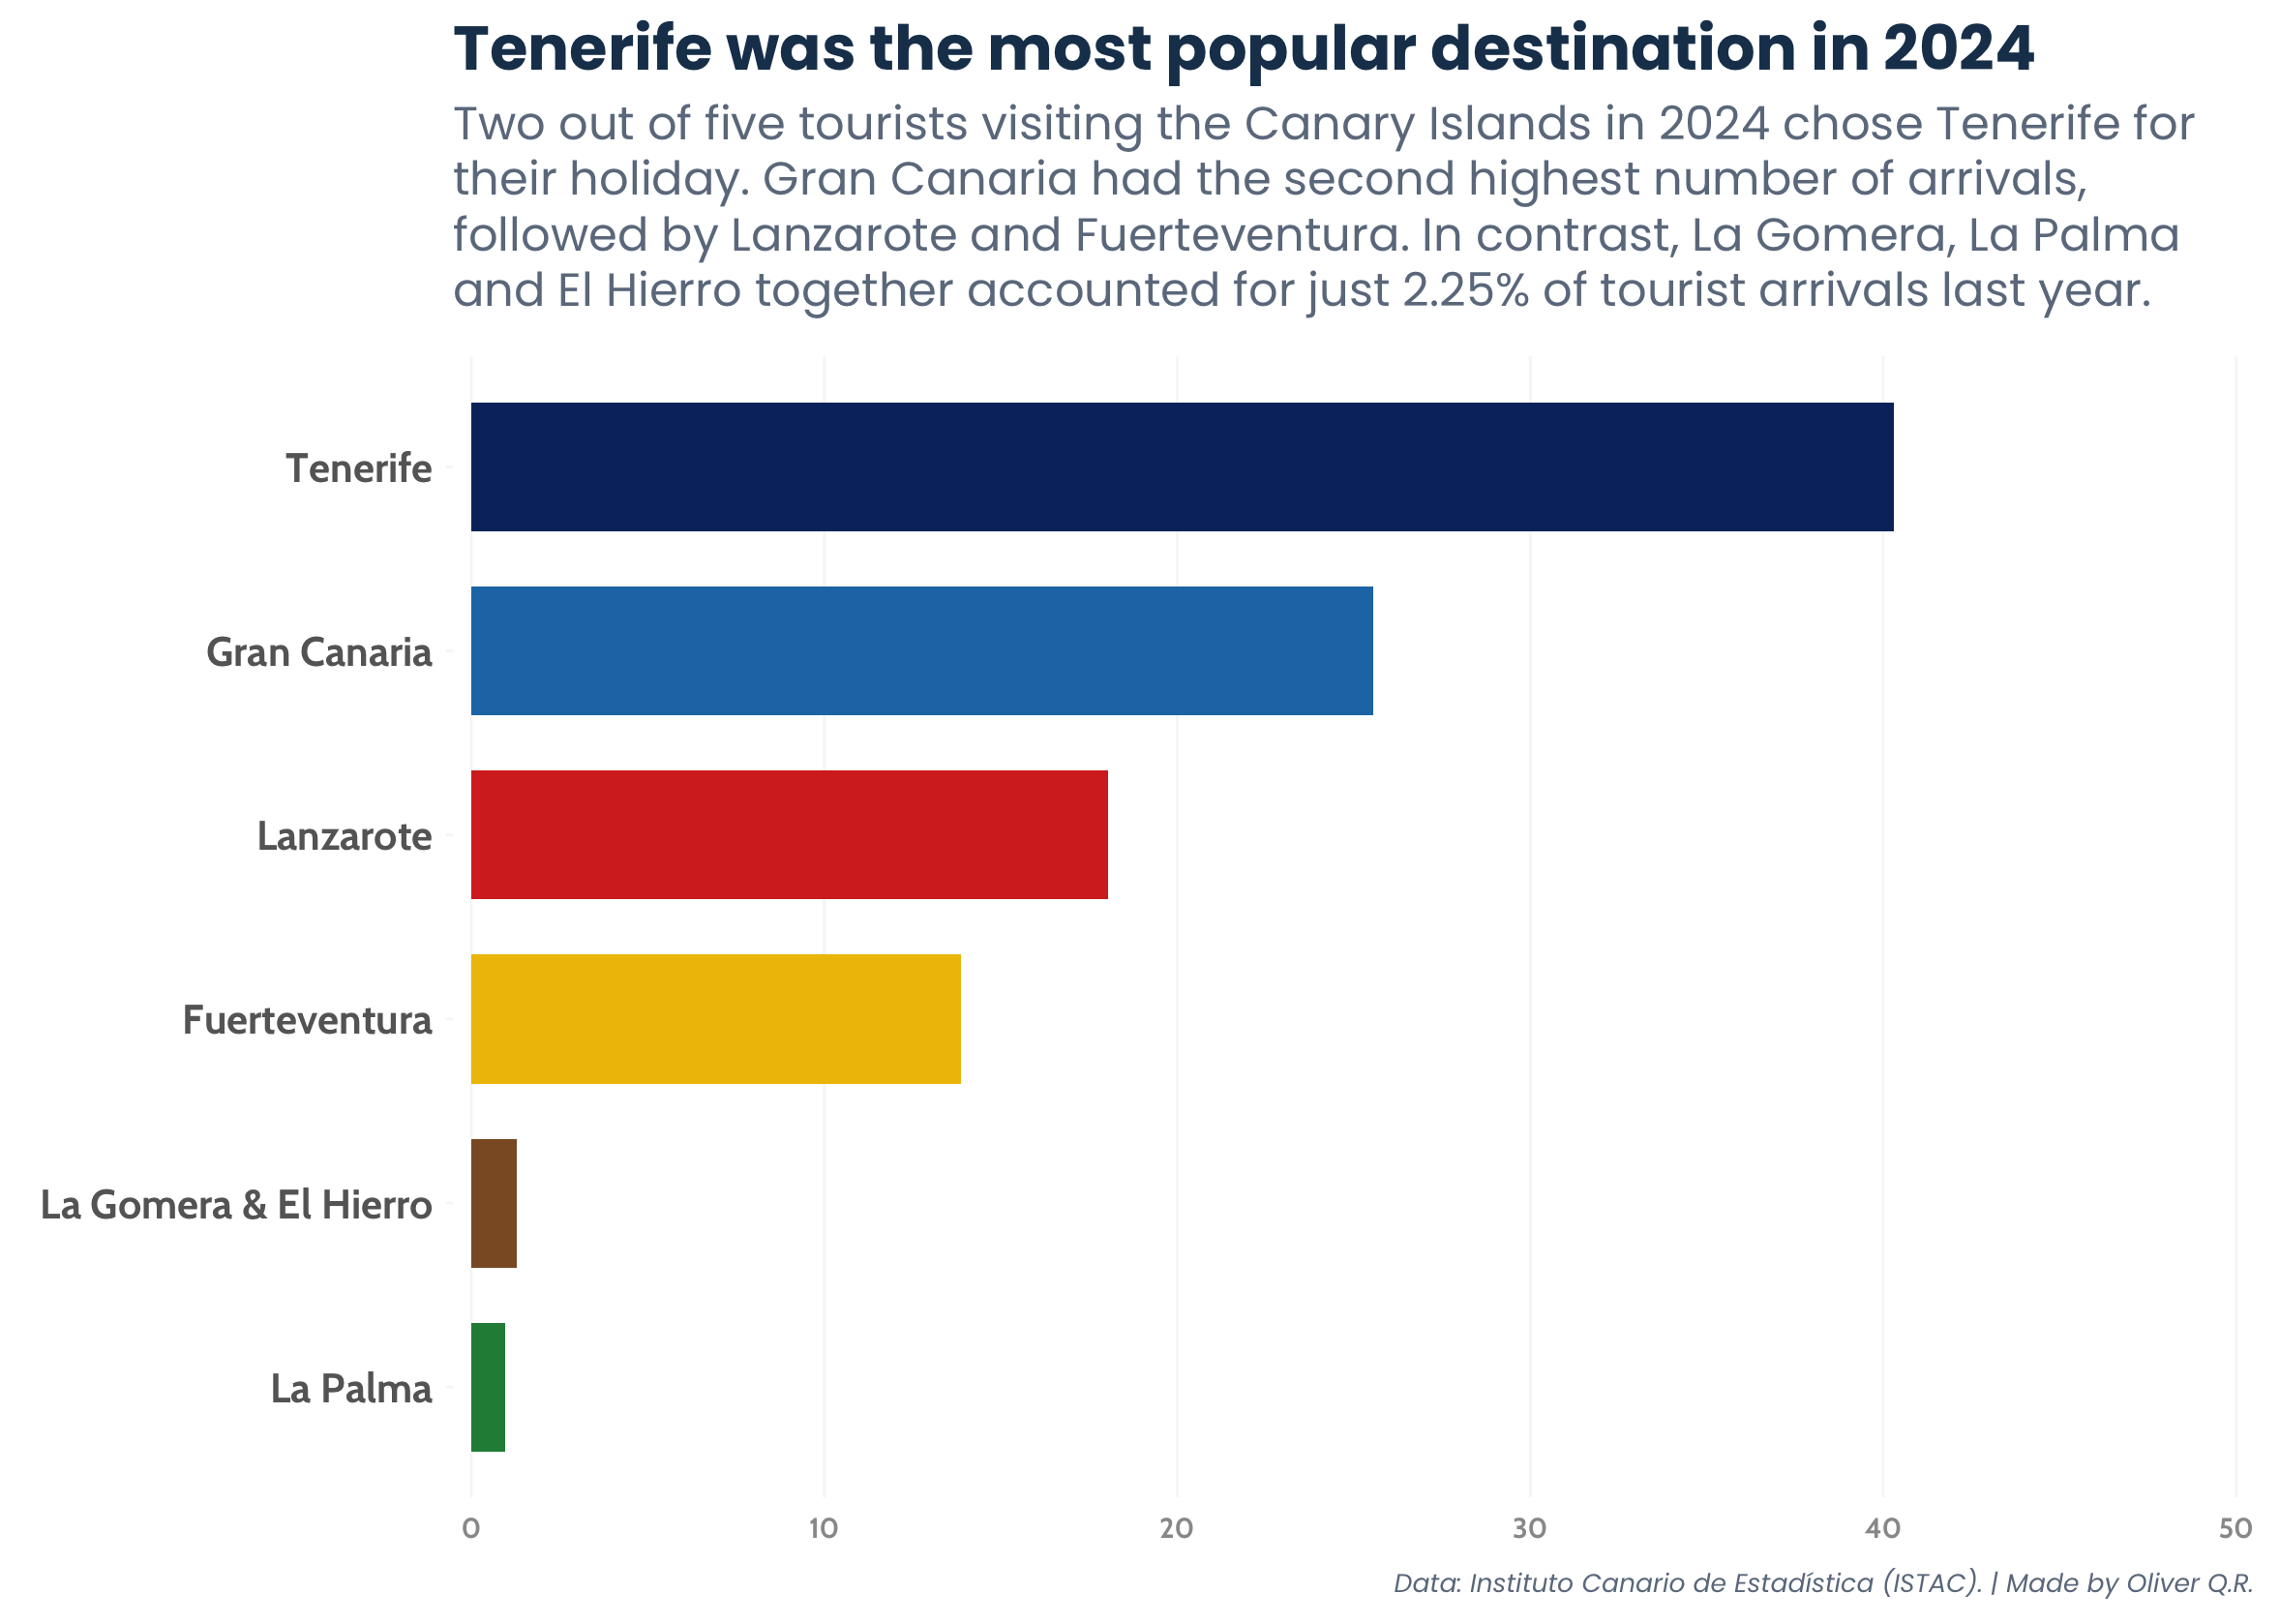 Tenerife was the most popular destination in 2024
Two out of five tourists visiting the Canary Islands in 2024 chose Tenerife for
their holiday. Gran Canaria had the second highest number of arrivals,
followed by Lanzarote and Fuerteventura. In contrast, La Gomera, La Palma
and El Hierro together accounted for just 2.25% of tourist arrivals last year.
Tenerife
Gran Canaria
Lanzarote
Fuerteventura
La Gomera & El Hierro
La Palma
0 10 20 30 40 50
Data: Instituto Canario de Estadística (ISTAC). | Made by Oliver Q.R.